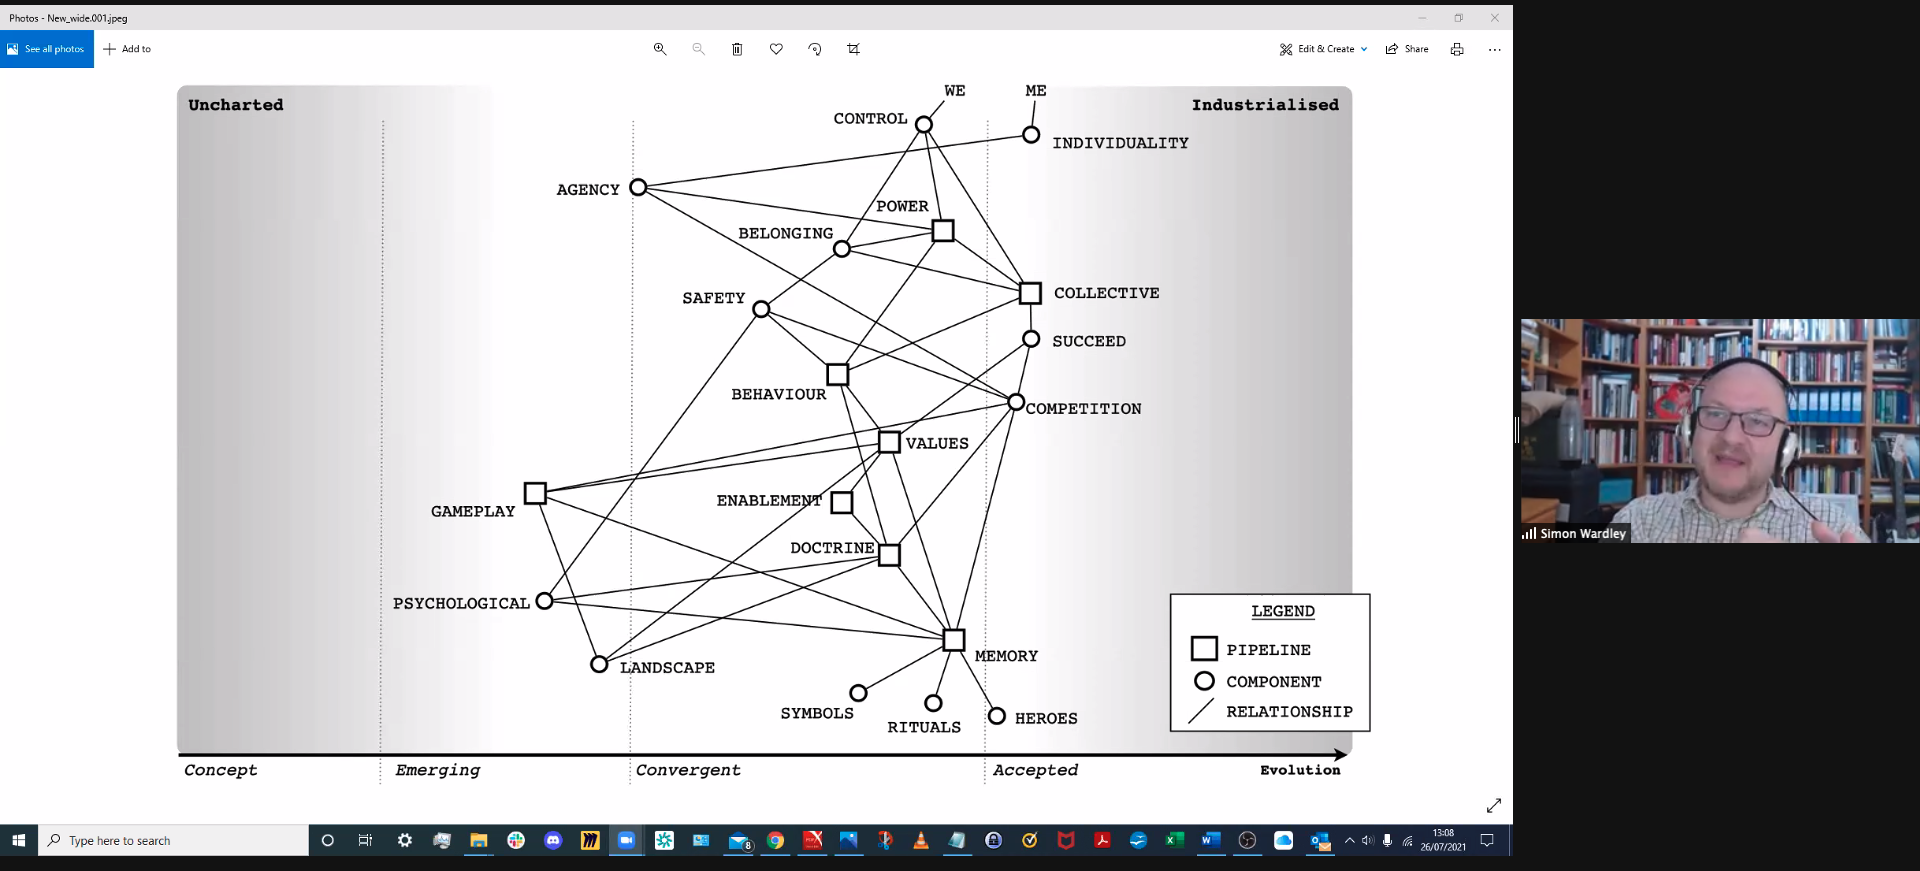 Photos - New_wide.001.jpeg
See all photos
Add to
Edit & Create
Share
Uncharted
Industrialised
WE
ME
CONTROL
INDIVIDUALITY
AGENCY
POWER
BELONGING
COLLECTIVE
SAFETY
SUCCEED
BEHAVIOUR
COMPETITION
VALUES
ENABLEMENT
GAMEPLAY
DOCTRINE
PSYCHOLOGICAL
MEMORY
LANDSCAPE
SYMBOLS
RITUALS
HEROES
LEGEND
PIPELINE
COMPONENT
RELATIONSHIP
Concept
Emerging
Convergent
Accepted
Evolution
Simon Wardley
Type here to search
8
13:08
26/07/2021